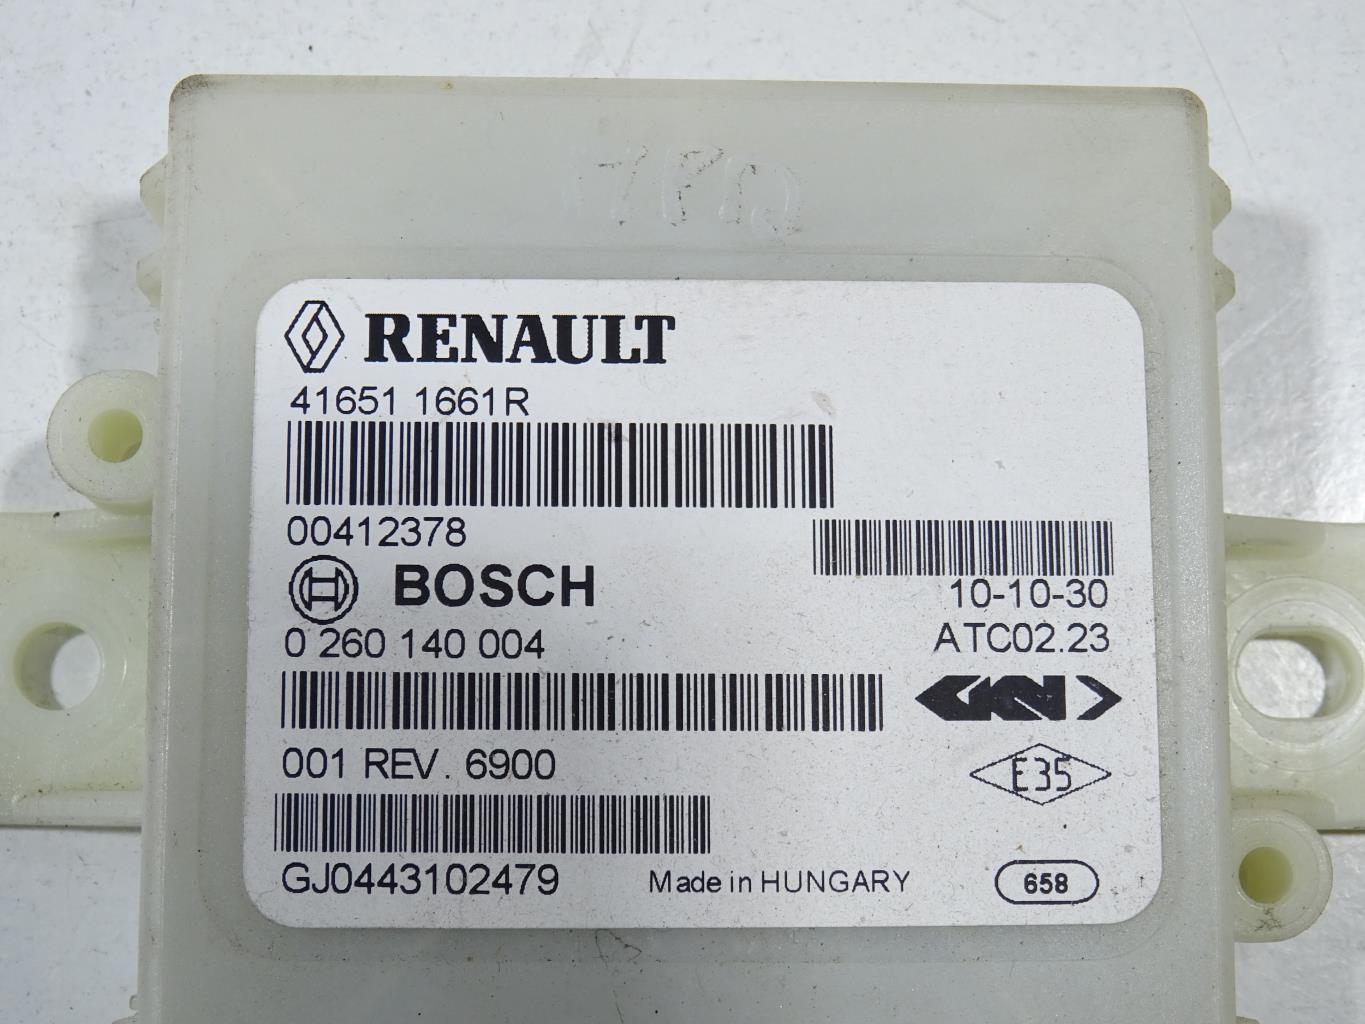 RENAULT
41651 1661R
00412378
BOSCH
10-10-30
0 260 140 004
ATC02.23
GKN
001 REV. 6900
E35
GJ0443102479
Made in HUNGARY
658